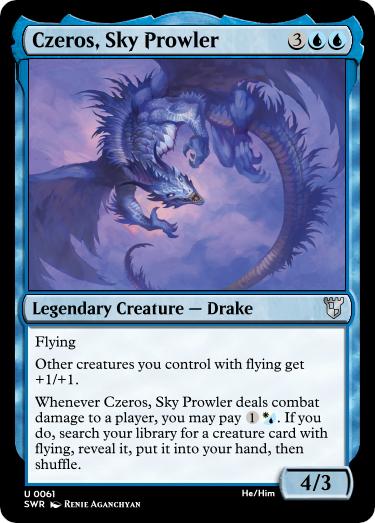 Czeros, Sky Prowler 3
Legendary Creature — Drake
Flying
Other creatures you control with flying get
+1/+1.
Whenever Czeros, Sky Prowler deals combat
damage to a player, you may pay 1. If you
do, search your library for a creature card with
flying, reveal it, put it into your hand, then
shuffle.
4/3
U 0061 He/Him
SWR Renie Aganchyan